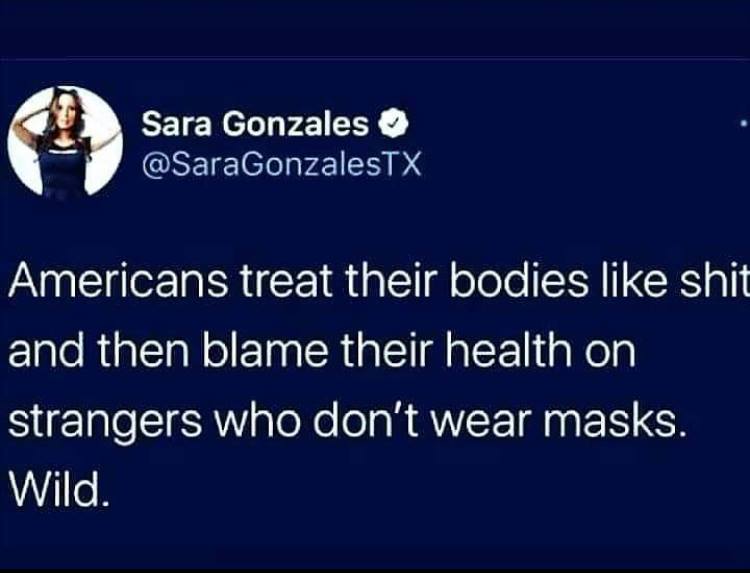 Sara Gonzales
@SaraGonzalesTX
Americans treat their bodies like shit
and then blame their health on
strangers who don't wear masks.
Wild.